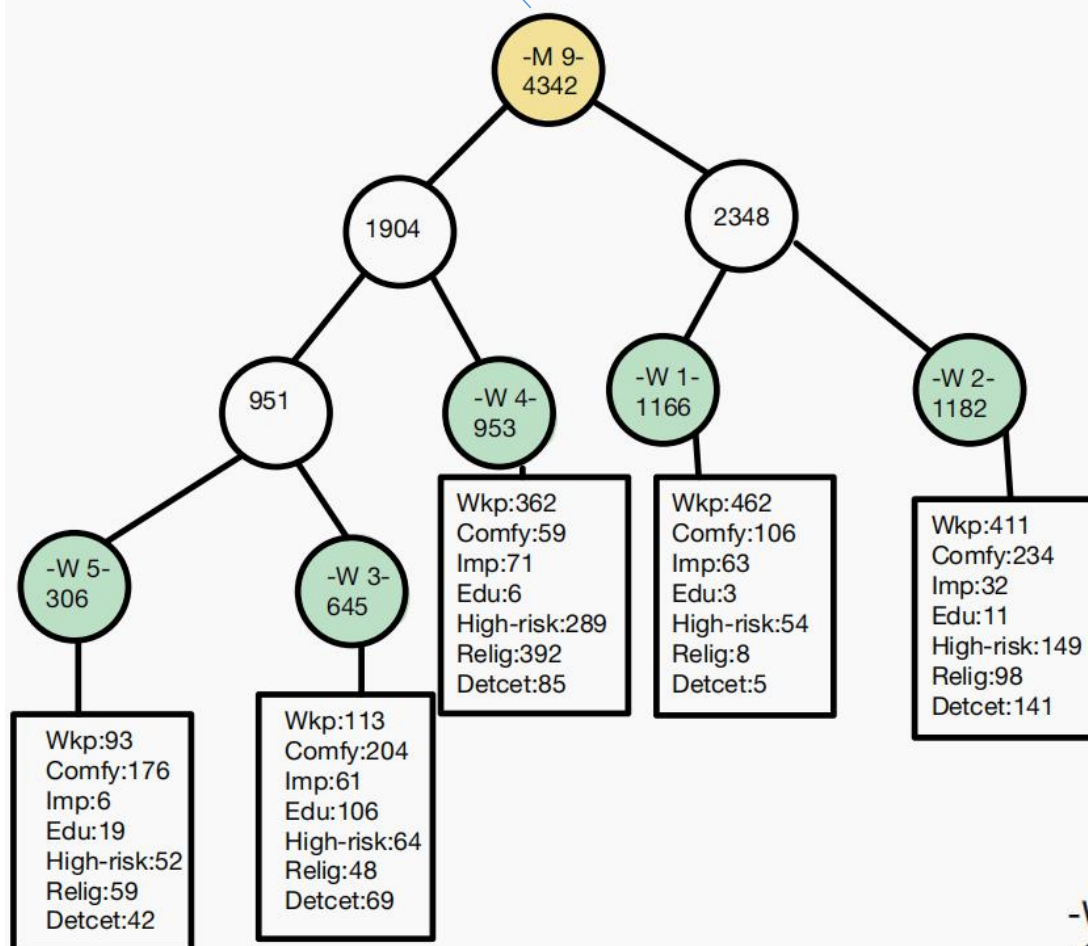 -M 9-
4342
1904
2348
951
-W 4-
953
-W 1-
1166
-W 2-
1182
-W 5-
306
-W 3-
645
Wkp:362
Comfy:59
Imp:71
Edu:6
High-risk:289
Relig:392
Detcet:85
Wkp:462
Comfy:106
Imp:63
Edu:3
High-risk:54
Relig:8
Detcet:5
Wkp:411
Comfy:234
Imp:32
Edu:11
High-risk:149
Relig:98
Detcet:141
Wkp:93
Comfy:176
Imp:6
Edu:19
High-risk:52
Relig:59
Detcet:42
Wkp:113
Comfy:204
Imp:61
Edu:106
High-risk:64
Relig:48
Detcet:69